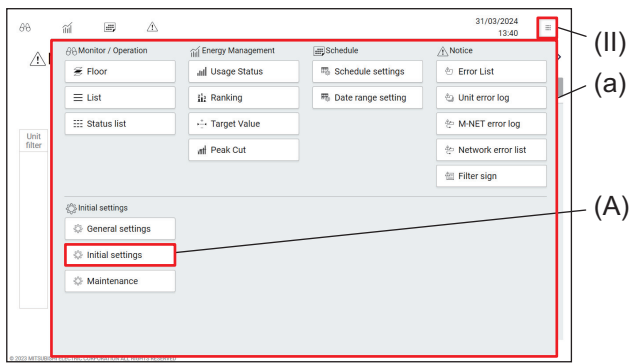 31/03/2024
13:40
(II)
(a)
(A)
Unit
filter
Monitor / Operation
Floor
List
Status list
Energy Management
Usage Status
Ranking
Target Value
Peak Cut
Schedule
Schedule settings
Date range setting
Notice
Error List
Unit error log
M-NET error log
Network error list
Filter sign
Initial settings
General settings
Initial settings
Maintenance
© 2023 MITSUBISHI ELECTRIC CORPORATION ALL RIGHTS RESERVED